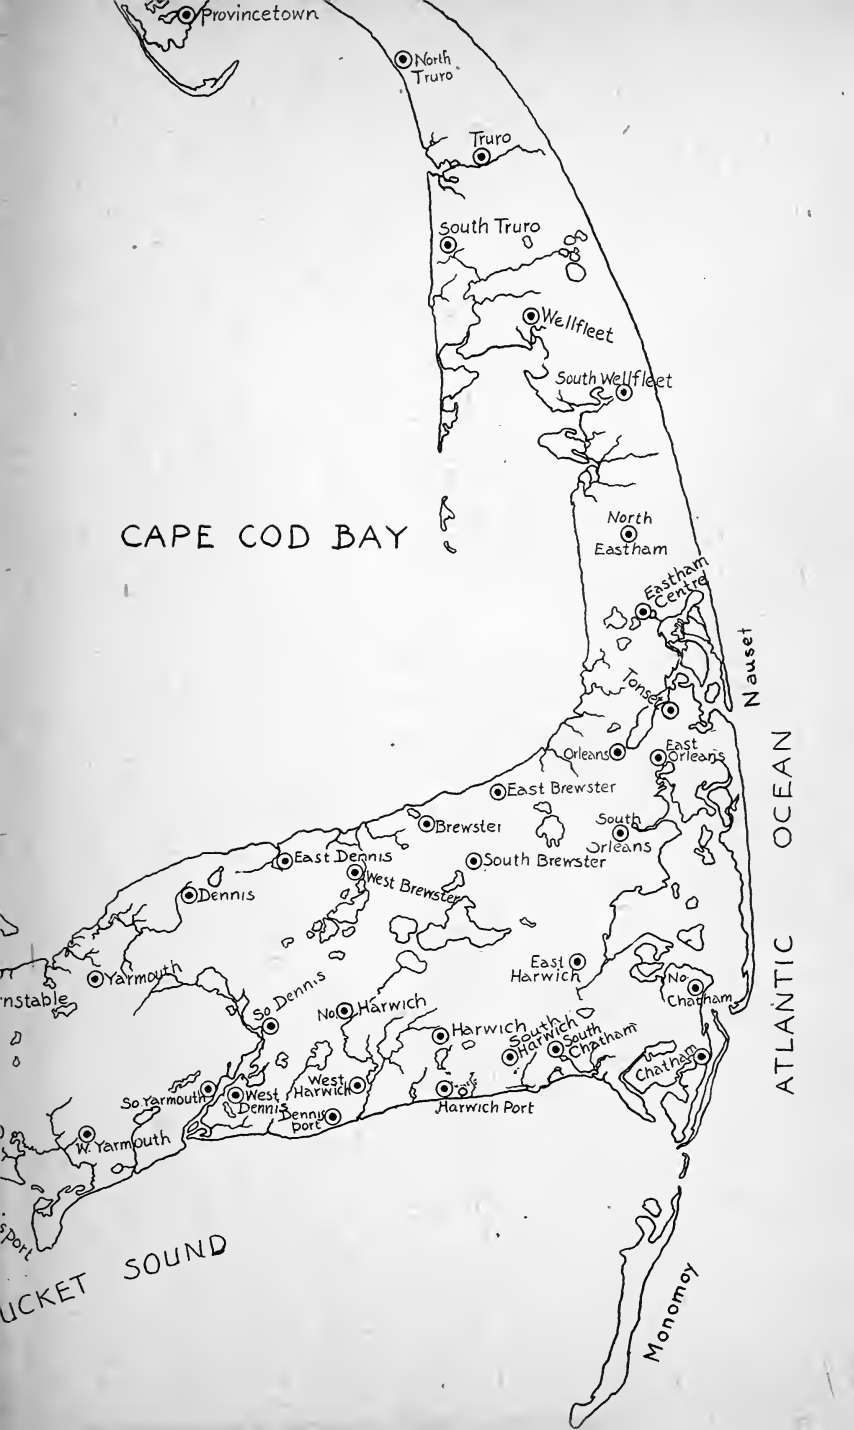 Provincetown
North
Truro
Truro
South Truro
Wellfleet
South Wellfleet
CAPE COD BAY
North
Eastham
Eastham
Centre
Nauset
Tonset
Orleans
East
Orleans
ATLANTIC OCEAN
East Brewster
Brewster
South
Orleans
East Dennis
South Brewster
West Brewster
Dennis
East
Harwich
Yarmouth
rnstable
No.
Chatham
So Dennis
No. Harwich
Harwich
South
Harwich
South
Chatham
Chatham
So Yarmouth
West
Dennis
West
Harwich
Dennis
port
Harwich Port
W. Yarmouth
sport
UCKET SOUND
Monomoy